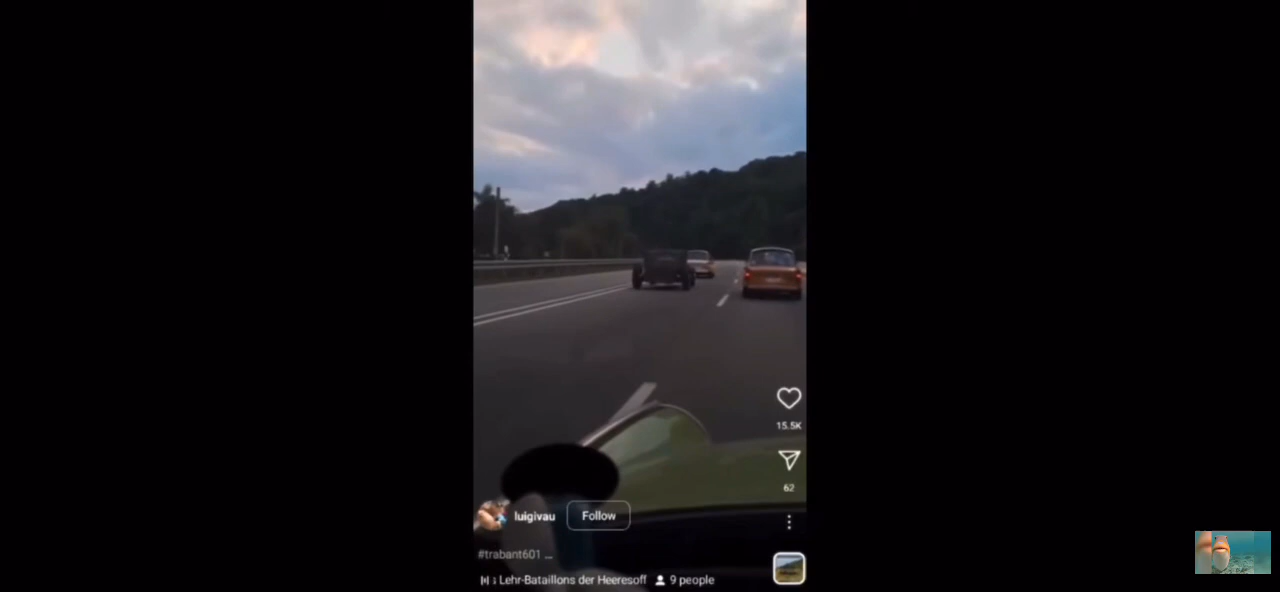 15.5K
62
luigivau Follow
#trabant601 ...
Lehr-Bataillons der Heeresoff 9 people